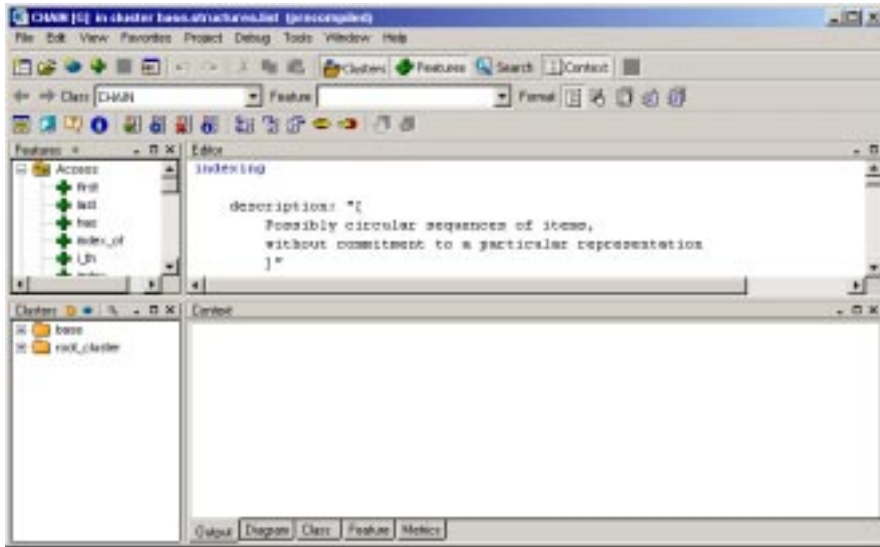 CHAIN [G] in cluster base.structures.list (precompiled)
File Edit View Favorites Project Debug Tools Window Help
Clusters Features Search Context
Class CHAIN Feature Format
Features
Editor
Access
first
last
has
index_of
i_th
index
indexing
description: "[
Possibly circular sequences of items,
without commitment to a particular representation
]"
Clusters
Context
base
root_cluster
Output Diagram Class Feature Metrics